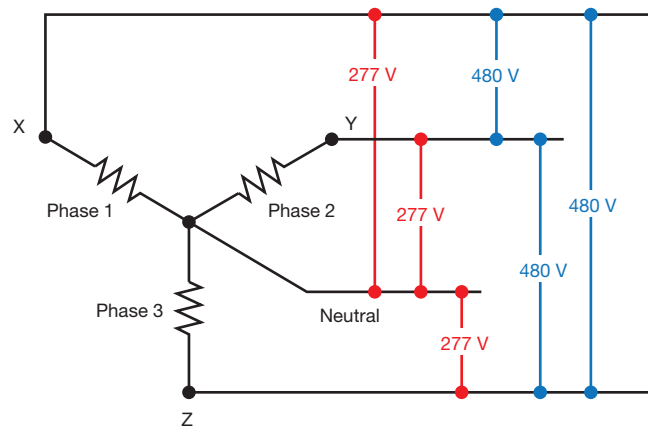 277 V
480 V
X
Y
Phase 1
Phase 2
277 V
480 V
480 V
Phase 3
Neutral
277 V
Z